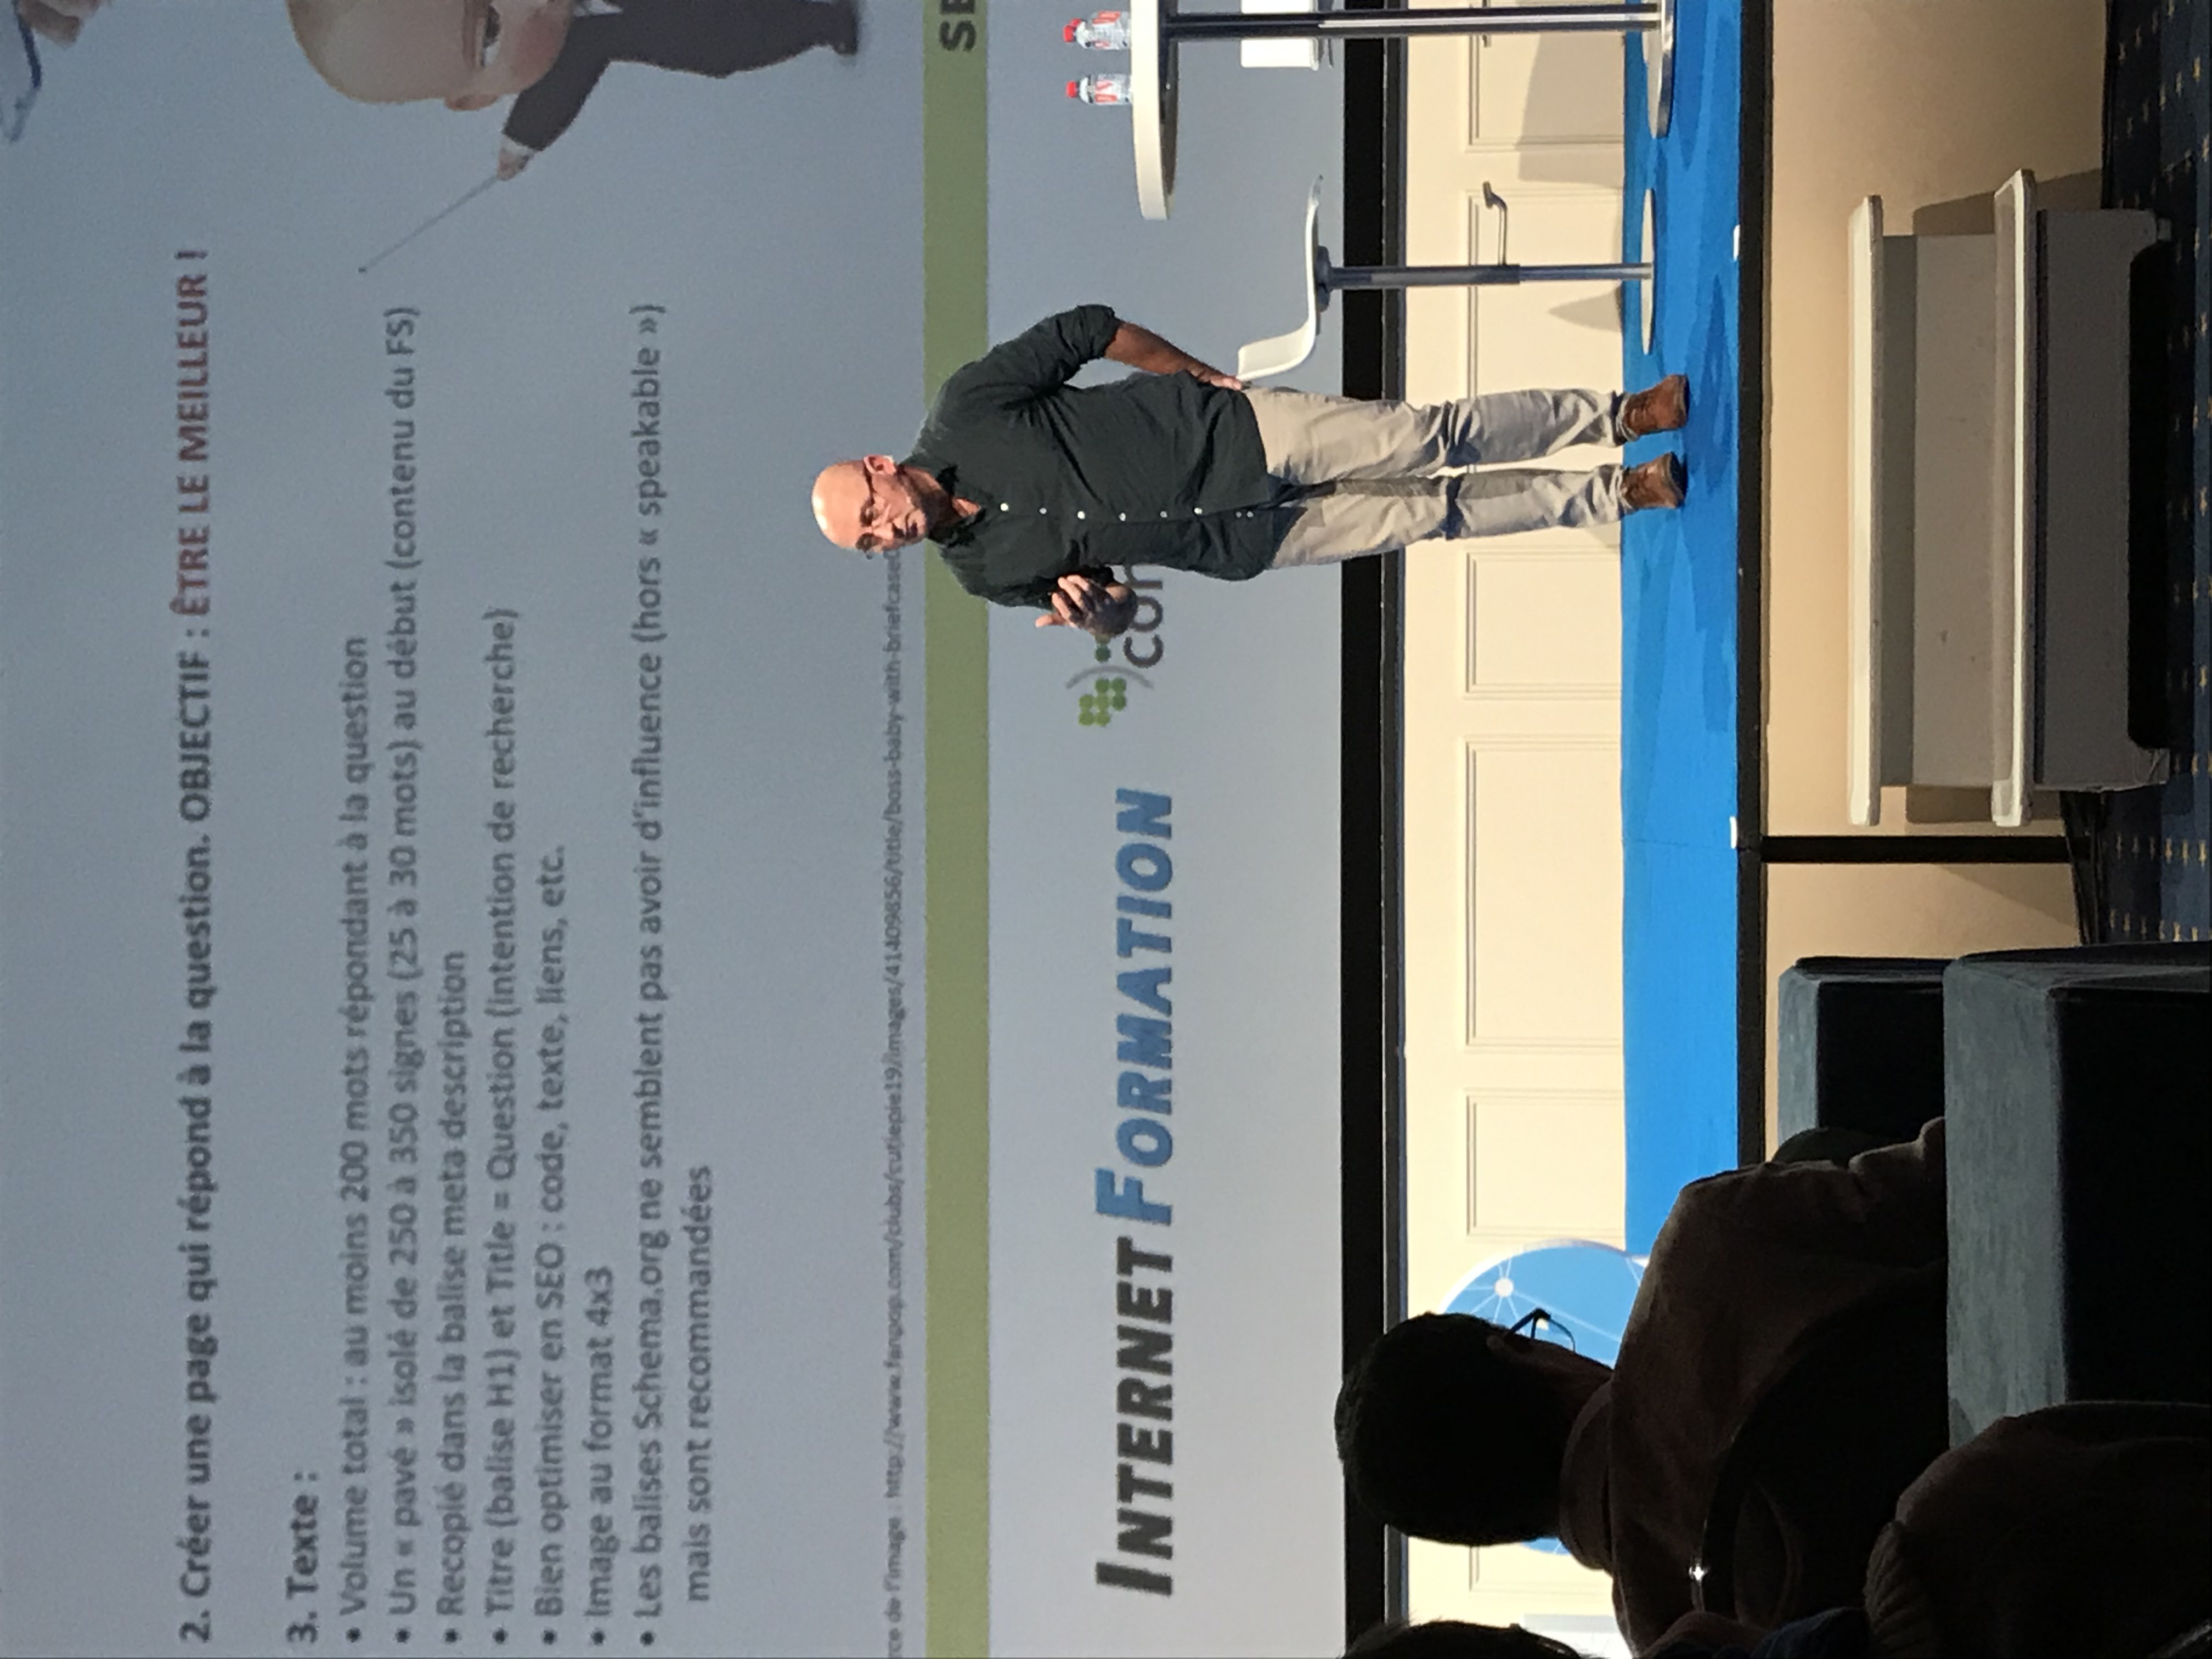 2. Créer une page qui répond à la question. OBJECTIF : ÊTRE LE MEILLEUR !
3. Texte :
• Volume total : au moins 200 mots répondant à la question
• Un « pavé » isolé de 250 à 350 signes (25 à 30 mots) au début (contenu du FS)
• Recopié dans la balise meta description
• Titre (balise H1) et Title = Question (intention de recherche)
• Bien optimiser en SEO : code, texte, liens, etc.
• Image au format 4x3
• Les balises Schema.org ne semblent pas avoir d'influence (hors « speakable »)
mais sont recommandées
rce de l'image : http://www.fanpop.com/clubs/cutiepie19/images/41409856/title/boss-baby-with-briefcase
SE
INTERNET FORMATION
con